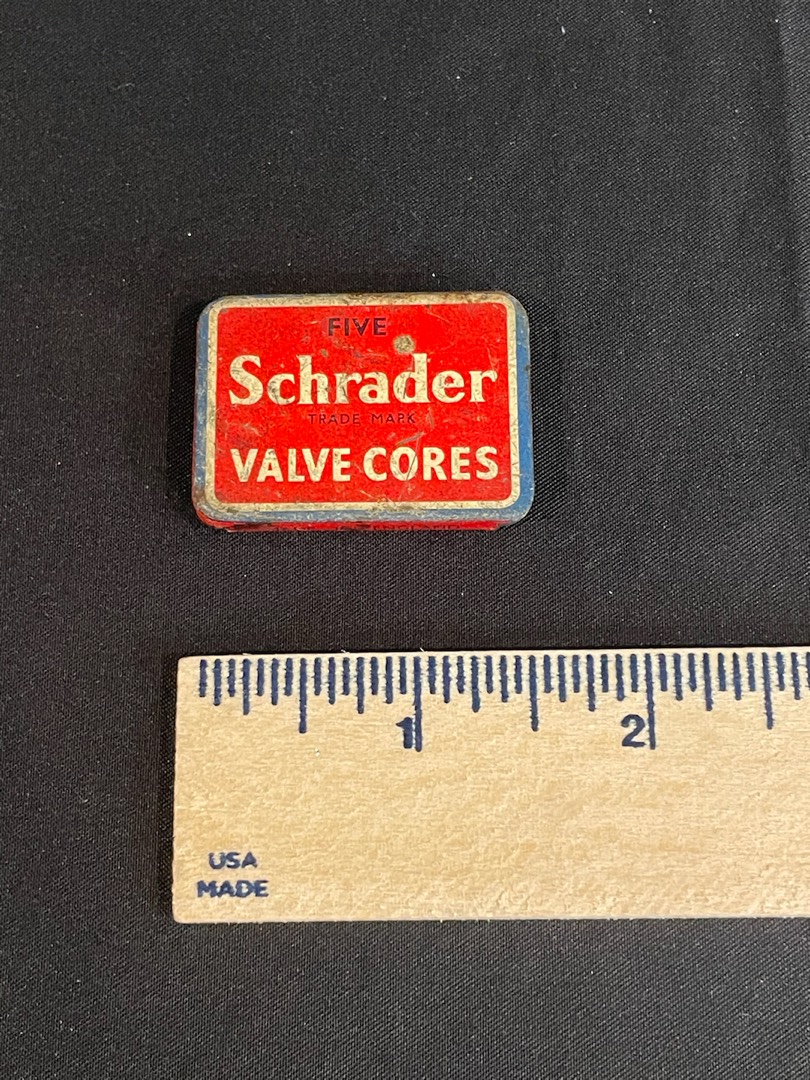 FIVE
Schrader
TRADE MARK
VALVE CORES
1 2
USA
MADE